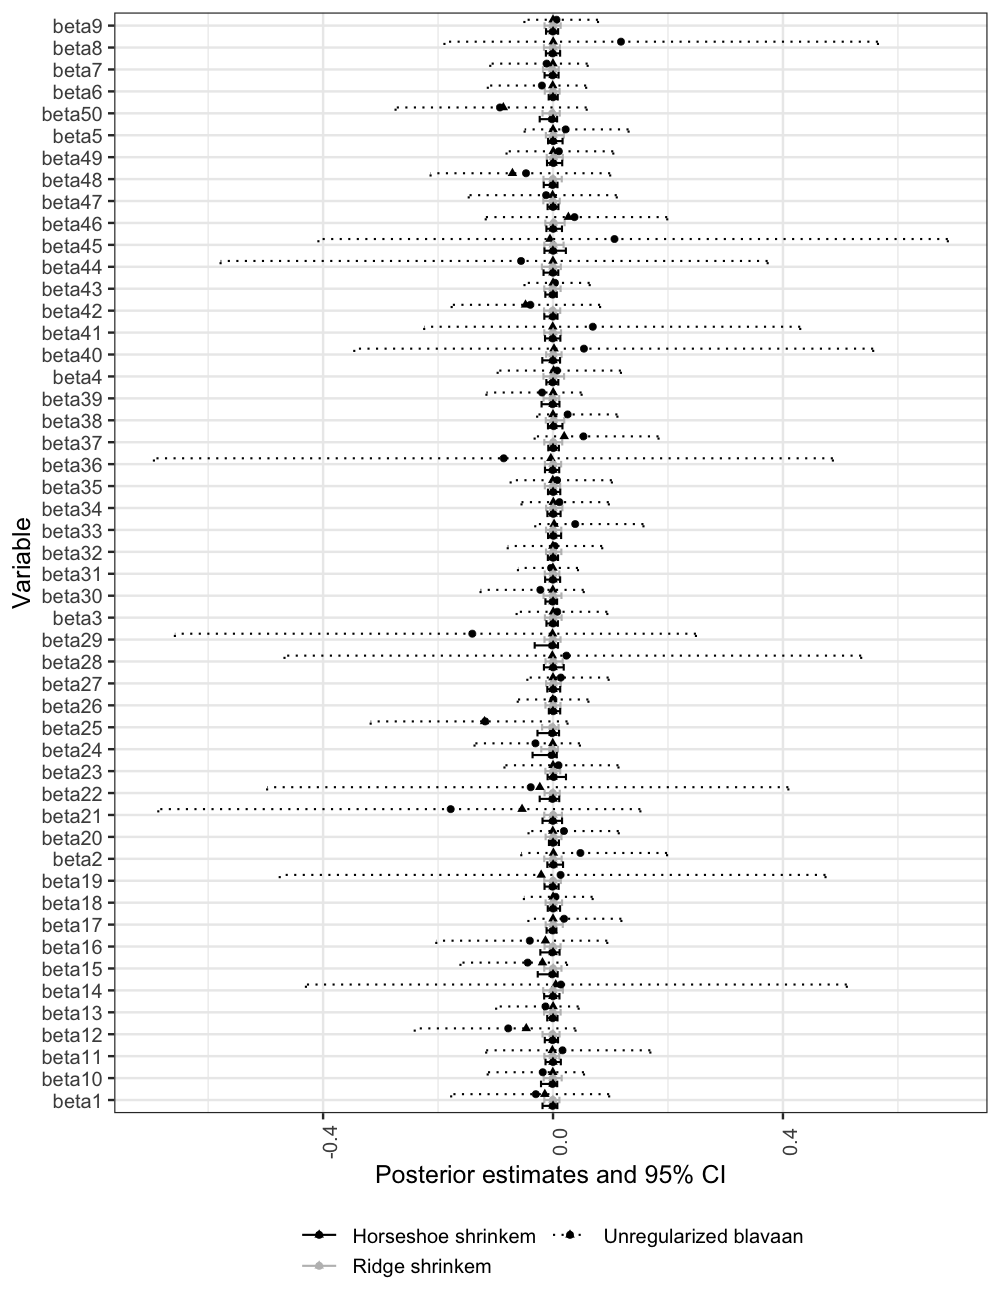 beta9
beta8
beta7
beta6
beta50
beta5
beta49
beta48
beta47
beta46
beta45
beta44
beta43
beta42
beta41
beta40
beta4
beta39
beta38
beta37
beta36
beta35
beta34
beta33
beta32
beta31
beta30
beta3
beta29
beta28
beta27
beta26
beta25
beta24
beta23
beta22
beta21
beta20
beta2
beta19
beta18
beta17
beta16
beta15
beta14
beta13
beta12
beta11
beta10
beta1
Variable
-0.4
0.0
0.4
Posterior estimates and 95% CI
Horseshoe shrinkem
Unregularized blavaan
Ridge shrinkem